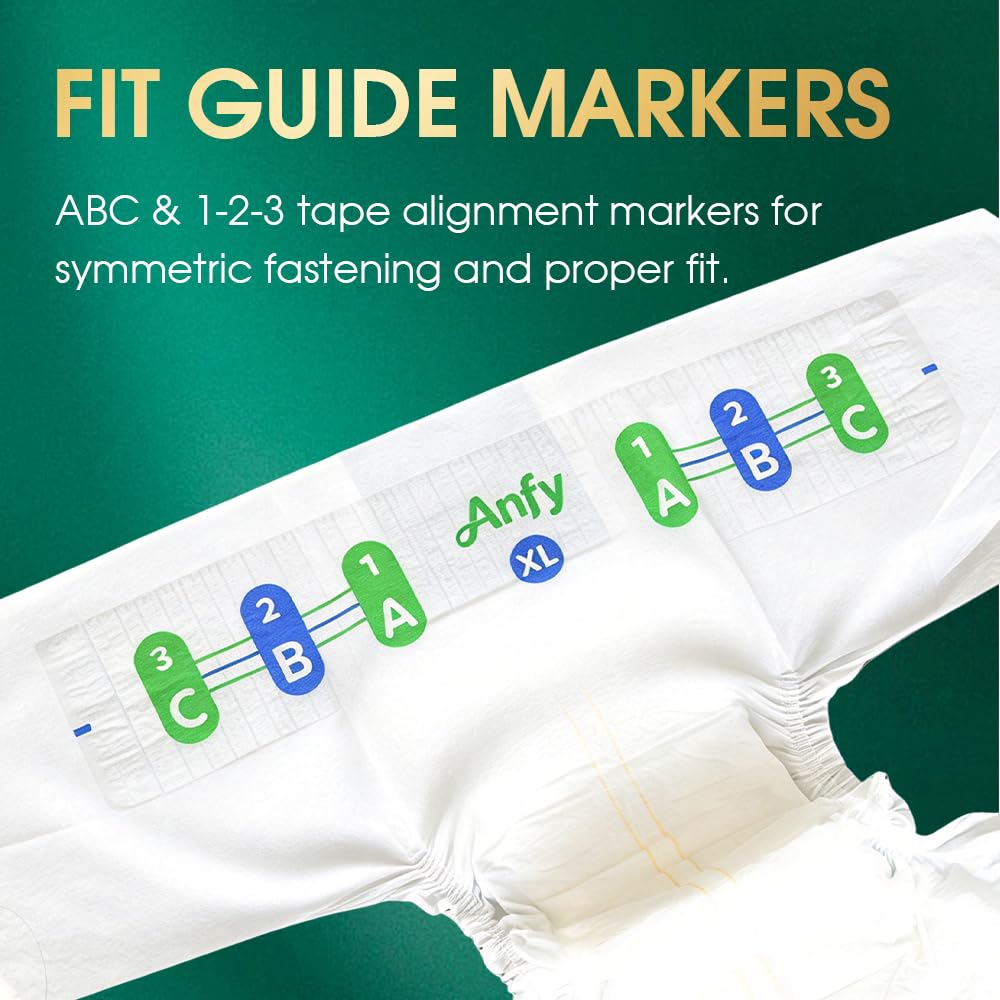 FIT GUIDE MARKERS
ABC & 1-2-3 tape alignment markers for
symmetric fastening and proper fit.
3 C
2 B
1 A
Anfy
XL
1 A
2 B
3 C